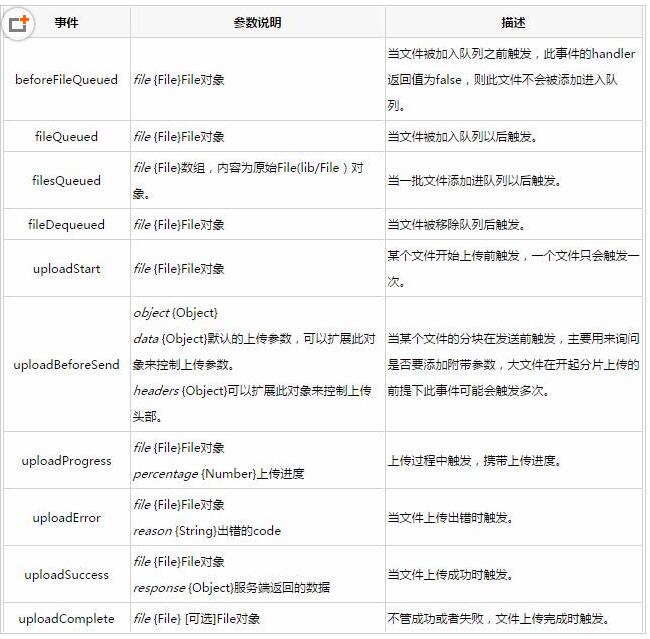 事件 参数说明 描述
beforeFileQueued file {File}File对象 当文件被加入队列之前触发，此事件的handler
返回值为false，则此文件不会被添加进入队
列。
fileQueued file {File}File对象 当文件被加入队列以后触发。
filesQueued file {File}数组，内容为原始File(lib/File）对
象。 当一批文件添加进队列以后触发。
fileDequeued file {File}File对象 当文件被移除队列后触发。
uploadStart file {File}File对象 某个文件开始上传前触发，一个文件只会触发一
次。
uploadBeforeSend object {Object}
data {Object}默认的上传参数，可以扩展此对
象来控制上传参数。
headers {Object}可以扩展此对象来控制上传
头部。
当某个文件的分块在发送前触发，主要用来询问
是否要添加附带参数，大文件在开起分片上传的
前提下此事件可能会触发多次。
uploadProgress file {File}File对象
percentage {Number}上传进度 上传过程中触发，携带上传进度。
uploadError file {File}File对象
reason {String}出错的code 当文件上传出错时触发。
uploadSuccess file {File}File对象
response {Object}服务端返回的数据 当文件上传成功时触发。
uploadComplete file {File} [可选]File对象 不管成功或者失败，文件上传完成时触发。